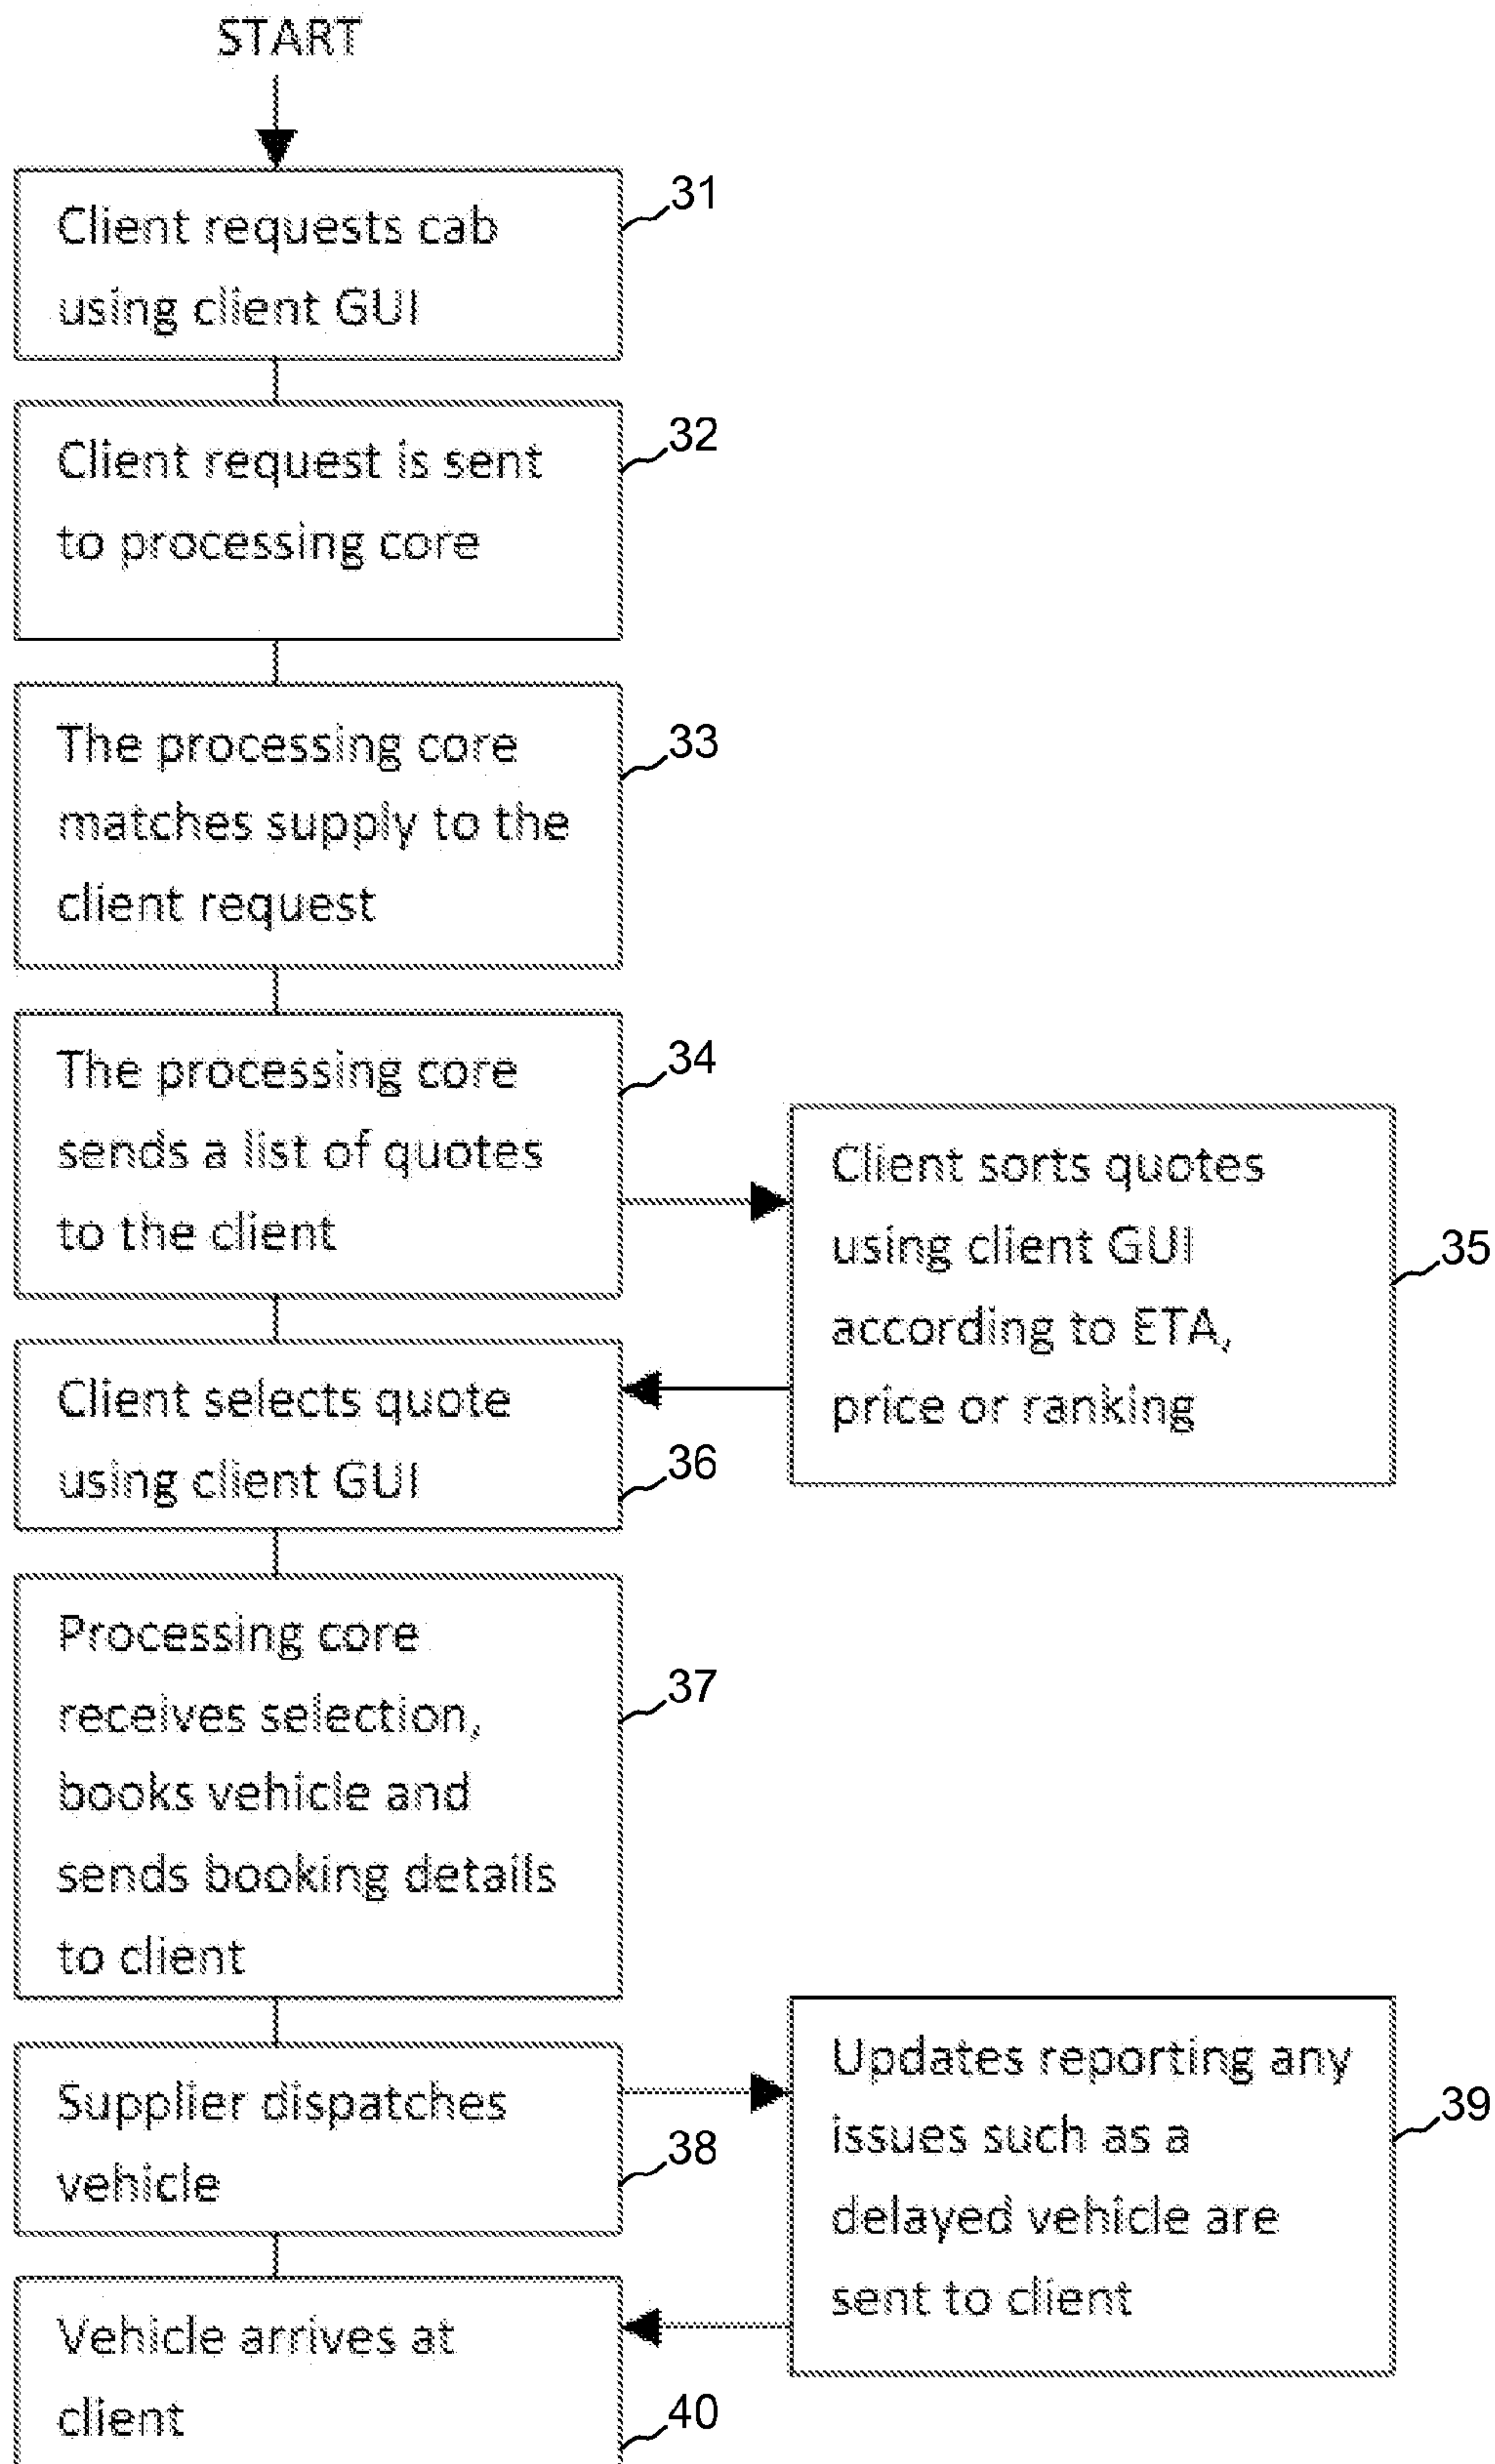 START
Client requests cab
using client GUI
31
Client request is sent
to processing core
32
The processing core
matches supply to the
client request
33
The processing core
sends a list of quotes
to the client
34
Client sorts quotes
using client GUI
according to ETA,
price or ranking
35
Client selects quote
using client GUI
36
Processing core
receives selection,
books vehicle and
sends booking details
to client
37
Supplier dispatches
vehicle
38
Updates reporting any
issues such as a
delayed vehicle are
sent to client
39
Vehicle arrives at
client
40